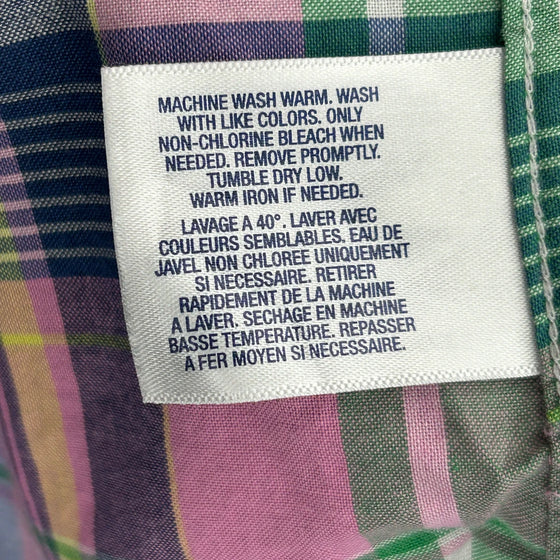 MACHINE WASH WARM. WASH
WITH LIKE COLORS. ONLY
NON-CHLORINE BLEACH WHEN
NEEDED. REMOVE PROMPTLY.
TUMBLE DRY LOW.
WARM IRON IF NEEDED.
LAVAGE A 40°. LAVER AVEC
COULEURS SEMBLABLES. EAU DE
JAVEL NON CHLOREE UNIQUEMENT
SI NECESSAIRE. RETIRER
RAPIDEMENT DE LA MACHINE
A LAVER. SECHAGE EN MACHINE
BASSE TEMPERATURE. REPASSER
A FER MOYEN SI NECESSAIRE.